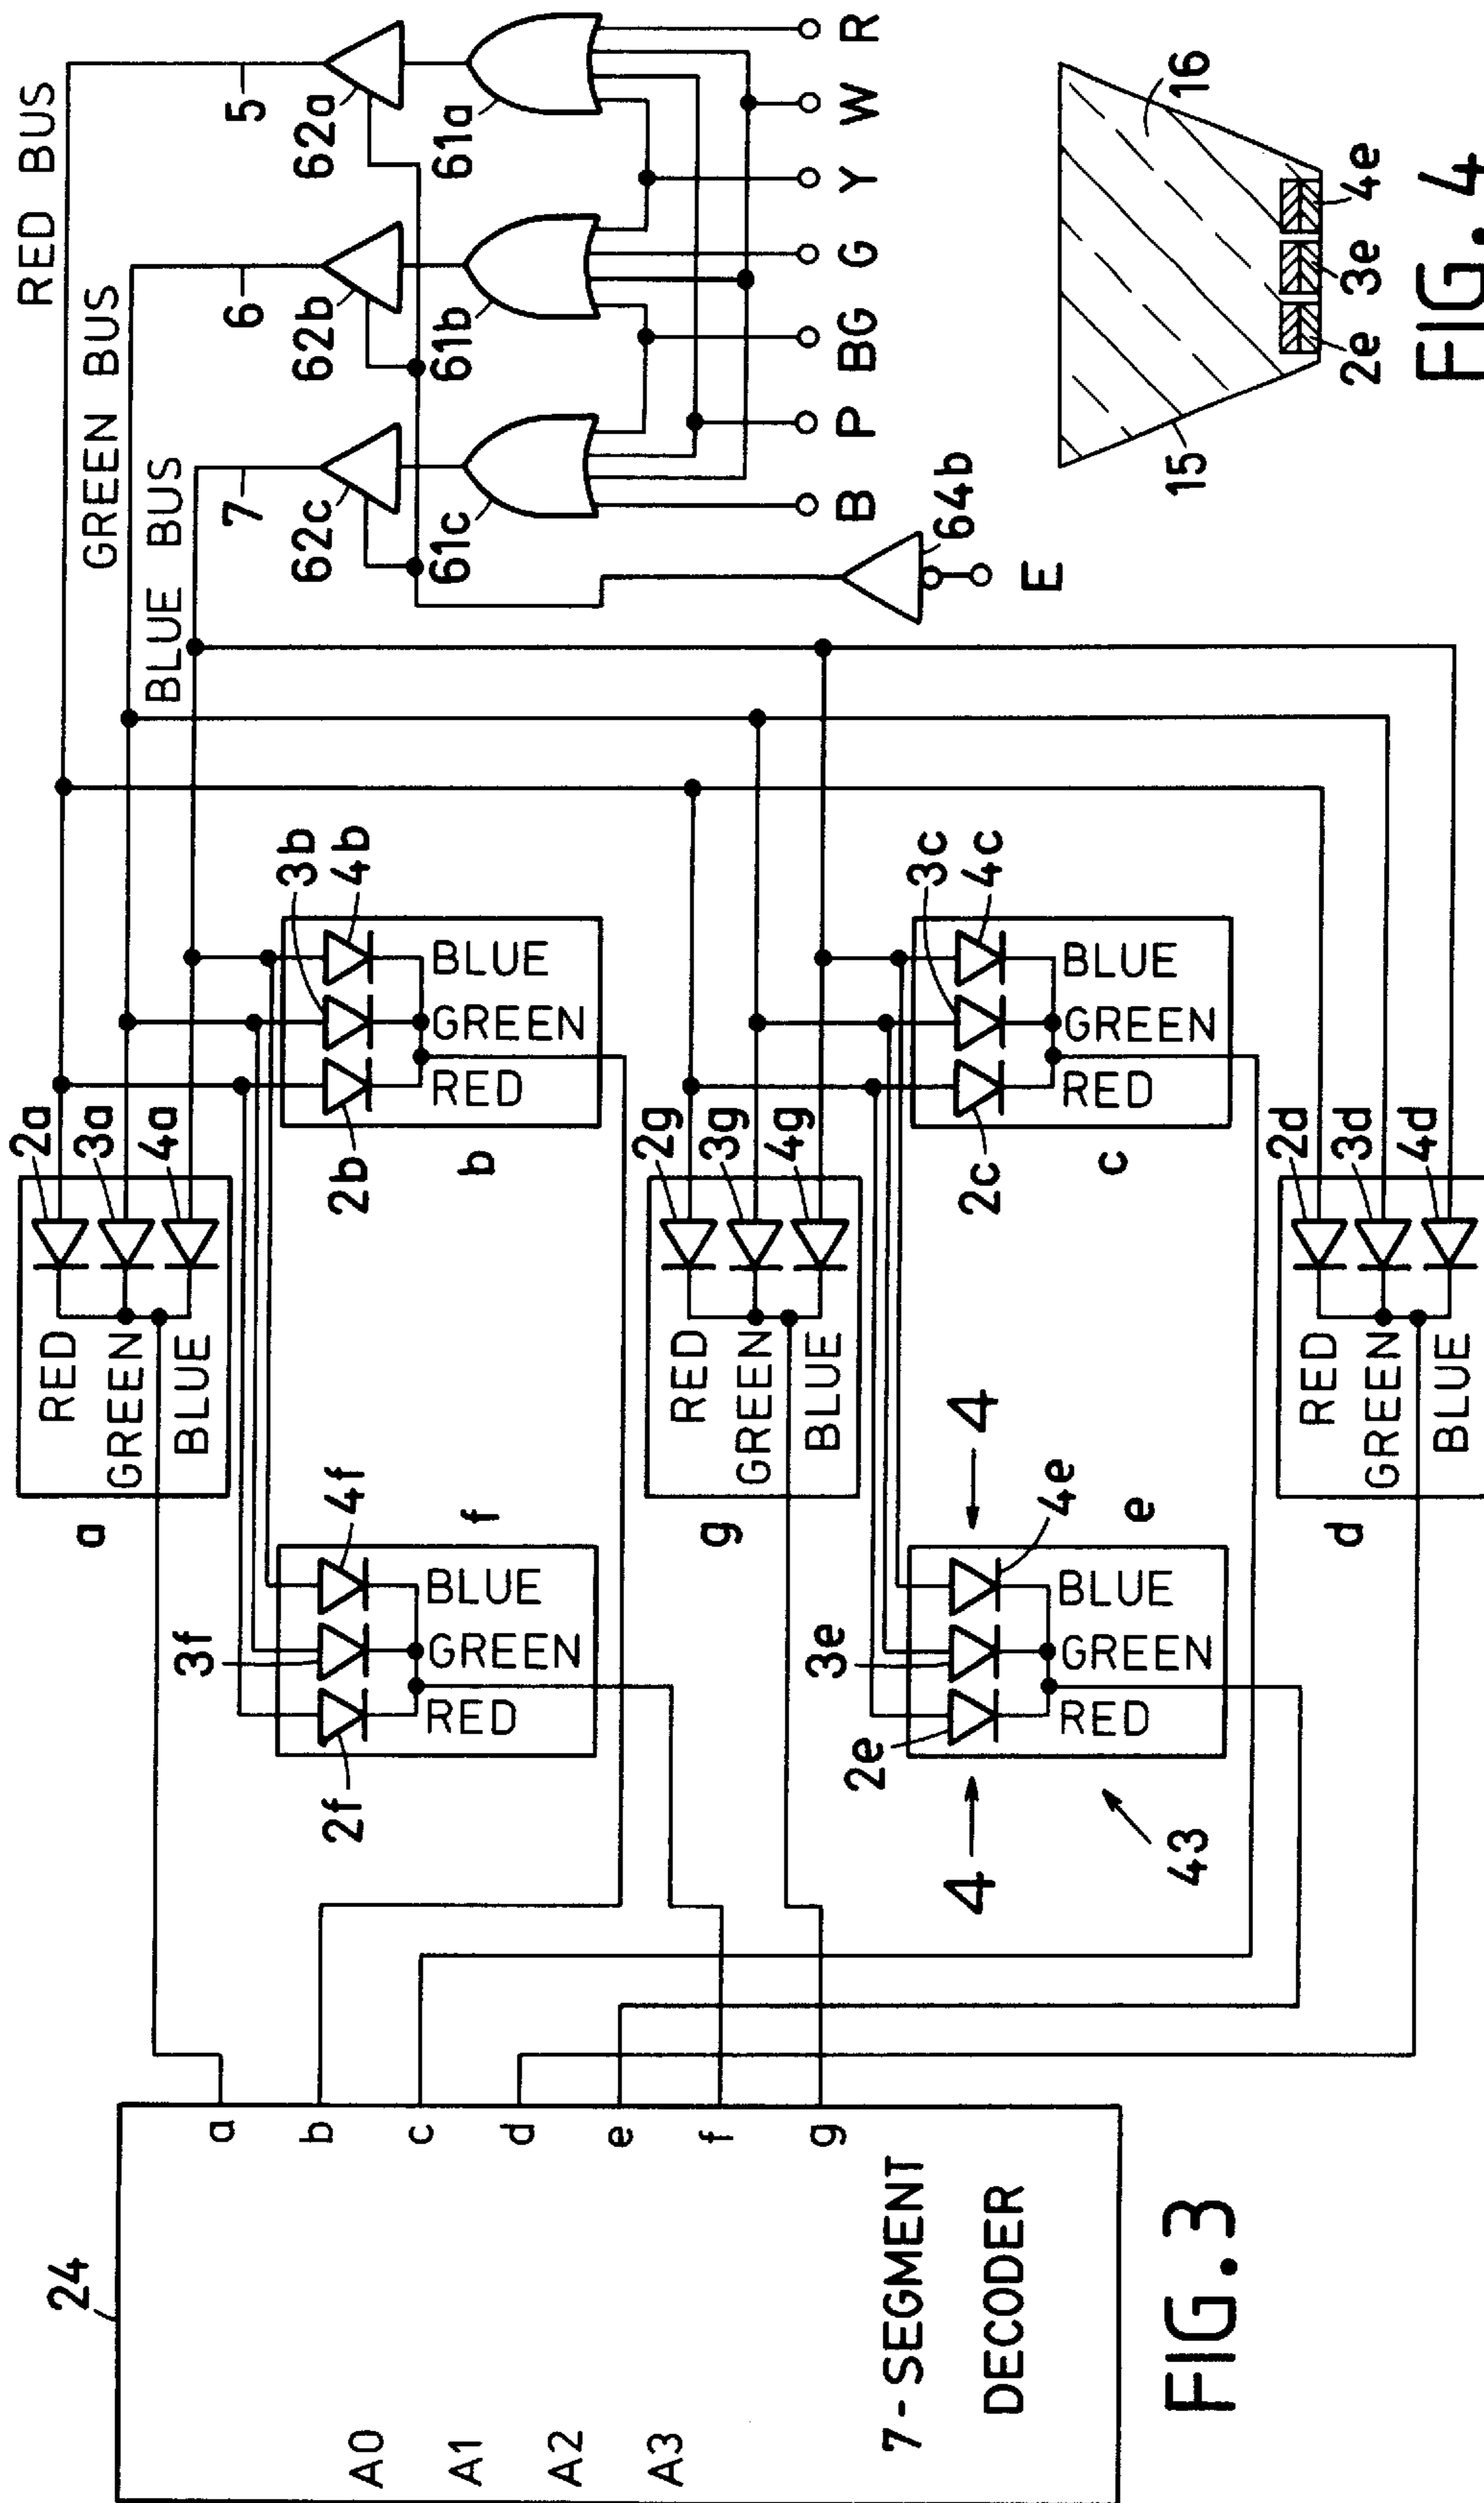 RED BUS
GREEN BUS
BLUE BUS
5
6
7
62a
62b
62c
61a
61b
61c
64b
B
P
BG
G
Y
W
R
E
24
A0
A1
A2
A3
a
b
c
d
e
f
g
7-SEGMENT
DECODER
2a
3a
4a
RED
GREEN
BLUE
a
2f
3f
4f
RED
GREEN
BLUE
f
2b
3b
4b
RED
GREEN
BLUE
b
2g
3g
4g
RED
GREEN
BLUE
g
4
4
2e
3e
4e
RED
GREEN
BLUE
e
2c
3c
4c
RED
GREEN
BLUE
c
43
2d
3d
4d
RED
GREEN
BLUE
d
FIG.3
15
16
2e
3e
4e
FIG. 4